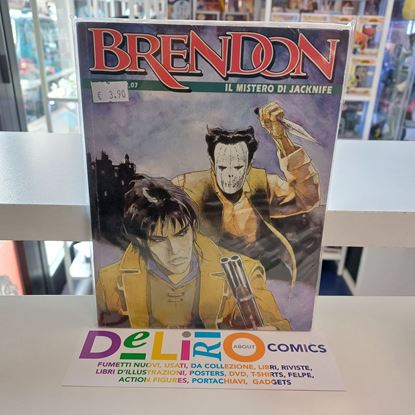 BRENDON
€ 3.90
.07
IL MISTERO DI JACKNIFE
DeLiRiO ABOUT COMICS
FUMETTI NUOVI, USATI, DA COLLEZIONE, LIBRI, RIVISTE,
LIBRI D'ILLUSTRAZIONI, POSTERS, DVD, T-SHIRTS, FELPE,
ACTION FIGURES, PORTACHIAVI, GADGETS